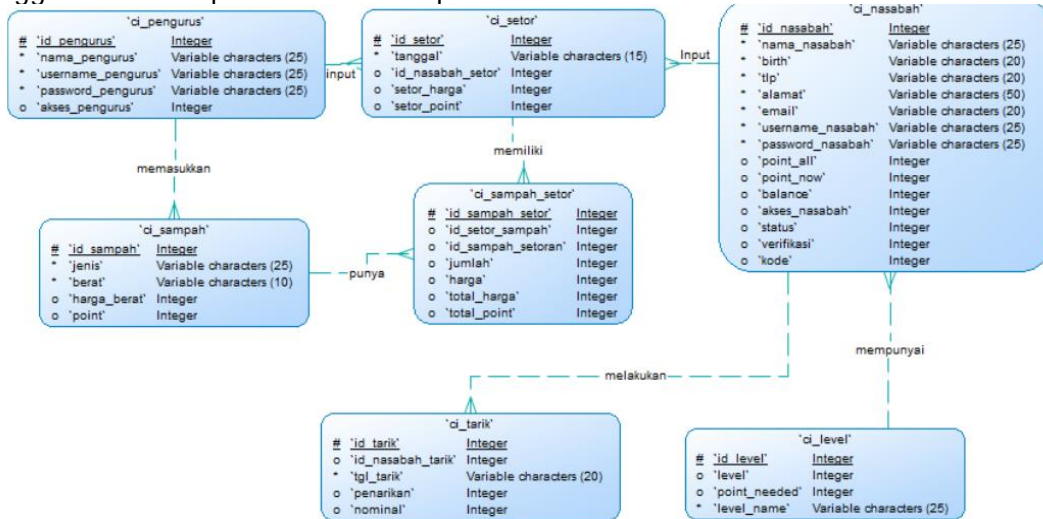 `ci_pengurus`
# `id_pengurus` Integer
* `nama_pengurus` Variable characters (25)
* `username_pengurus` Variable characters (25)
* `password_pengurus` Variable characters (25)
o `akses_pengurus` Integer
input
`ci_setor`
# `id_setor` Integer
* `tanggal` Variable characters (15)
o `id_nasabah_setor` Integer
o `setor_harga` Integer
o `setor_point` Integer
Input
`ci_nasabah`
# `id_nasabah` Integer
* `nama_nasabah` Variable characters (25)
* `birth` Variable characters (20)
* `tlp` Variable characters (20)
* `alamat` Variable characters (50)
* `email` Variable characters (20)
* `username_nasabah` Variable characters (25)
* `password_nasabah` Variable characters (25)
o `point_all` Integer
o `point_now` Integer
o `balance` Integer
o `akses_nasabah` Integer
o `status` Integer
o `verifikasi` Integer
o `kode` Integer
memasukkan
memiliki
`ci_sampah`
# `id_sampah` Integer
* `jenis` Variable characters (25)
* `berat` Variable characters (10)
o `harga_berat` Integer
o `point` Integer
punya
`ci_sampah_setor`
# `id_sampah_setor` Integer
o `id_setor_sampah` Integer
o `id_sampah_setoran` Integer
o `jumlah` Integer
o `harga` Integer
o `total_harga` Integer
o `total_point` Integer
melakukan
mempunyai
`ci_tarik`
# `id_tarik` Integer
o `id_nasabah_tarik` Integer
* `tgl_tarik` Variable characters (20)
o `penarikan` Integer
o `nominal` Integer
`ci_level`
# `id_level` Integer
o `level` Integer
o `point_needed` Integer
* `level_name` Variable characters (25)